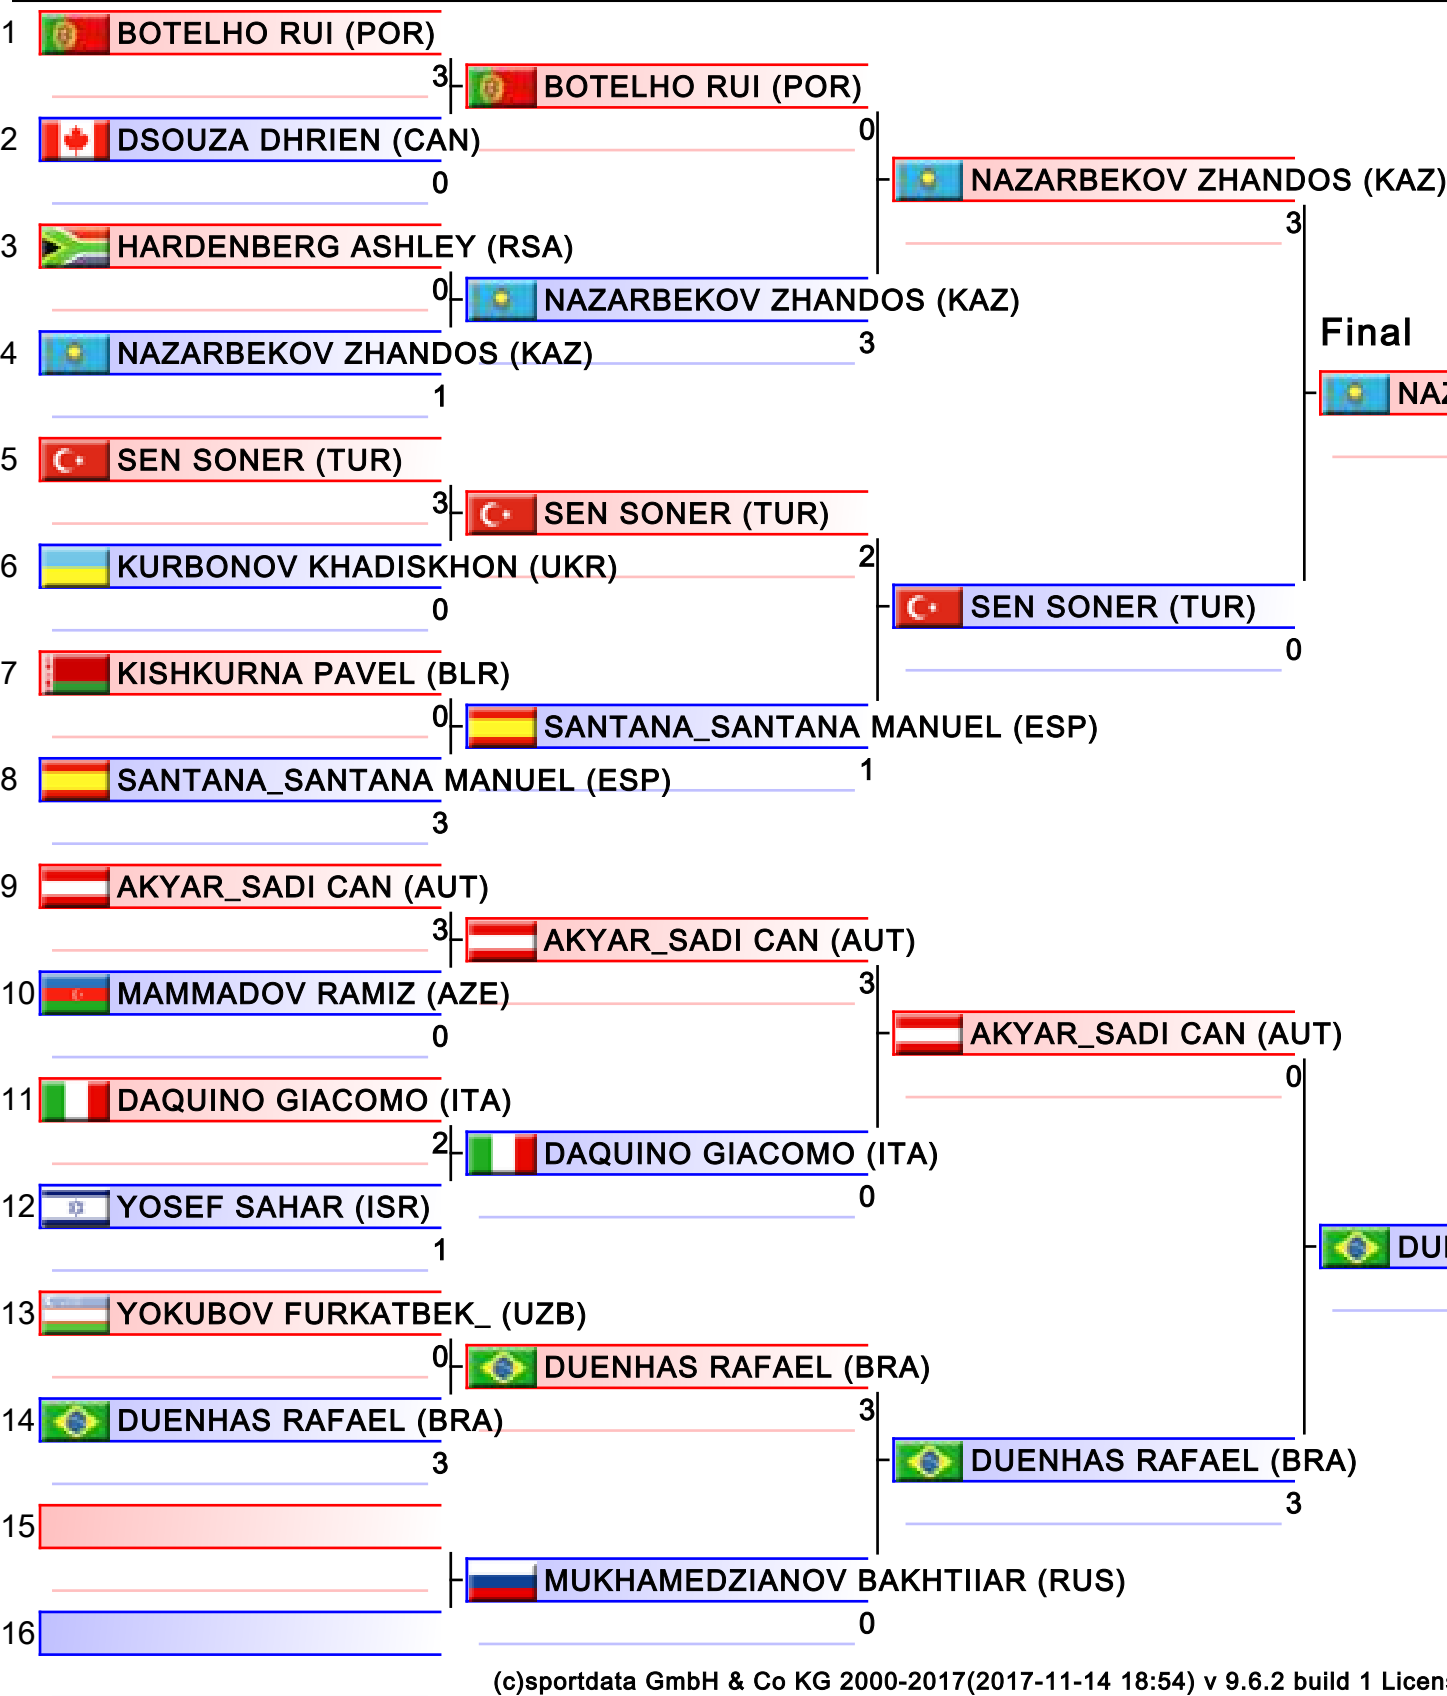 1 BOTELHO RUI (POR)
3
BOTELHO RUI (POR)
0
2 DSOUZA DHRIEN (CAN)
0
NAZARBEKOV ZHANDOS (KAZ)
3
3 HARDENBERG ASHLEY (RSA)
0
NAZARBEKOV ZHANDOS (KAZ)
3
4 NAZARBEKOV ZHANDOS (KAZ)
1
Final
NAZ
5 SEN SONER (TUR)
3
SEN SONER (TUR)
2
6 KURBONOV KHADISKHON (UKR)
0
SEN SONER (TUR)
0
7 KISHKURNA PAVEL (BLR)
0
SANTANA_SANTANA MANUEL (ESP)
1
8 SANTANA_SANTANA MANUEL (ESP)
3
9 AKYAR_SADI CAN (AUT)
3
AKYAR_SADI CAN (AUT)
3
10 MAMMADOV RAMIZ (AZE)
0
AKYAR_SADI CAN (AUT)
0
11 DAQUINO GIACOMO (ITA)
2
DAQUINO GIACOMO (ITA)
0
12 YOSEF SAHAR (ISR)
1
DUE
13 YOKUBOV FURKATBEK_ (UZB)
0
DUENHAS RAFAEL (BRA)
3
14 DUENHAS RAFAEL (BRA)
3
DUENHAS RAFAEL (BRA)
3
15
MUKHAMEDZIANOV BAKHTIIAR (RUS)
0
16
(c)sportdata GmbH & Co KG 2000-2017(2017-11-14 18:54) v 9.6.2 build 1 Licen